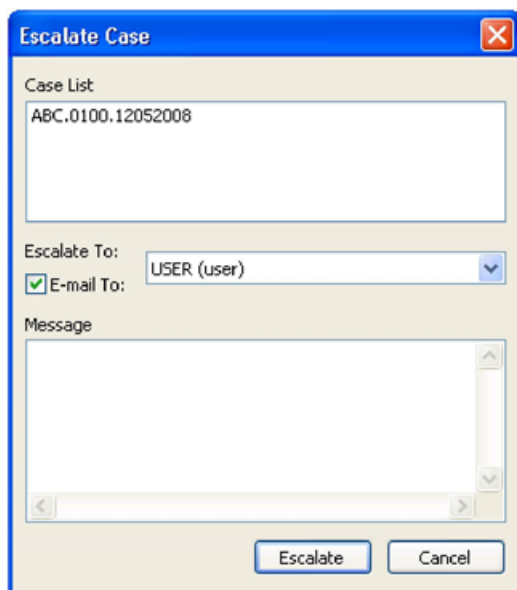 Escalate Case
Case List
ABC.0100.12052008
Escalate To:
USER (user)
E-mail To:
Message
Escalate
Cancel